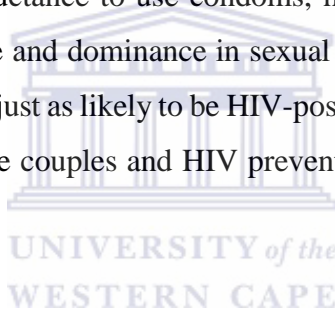 to use condoms,
e and dominance in sexual
just as likely to be HIV-pos
e couples and HIV prevent
UNIVERSITY of the
WESTERN CAPE